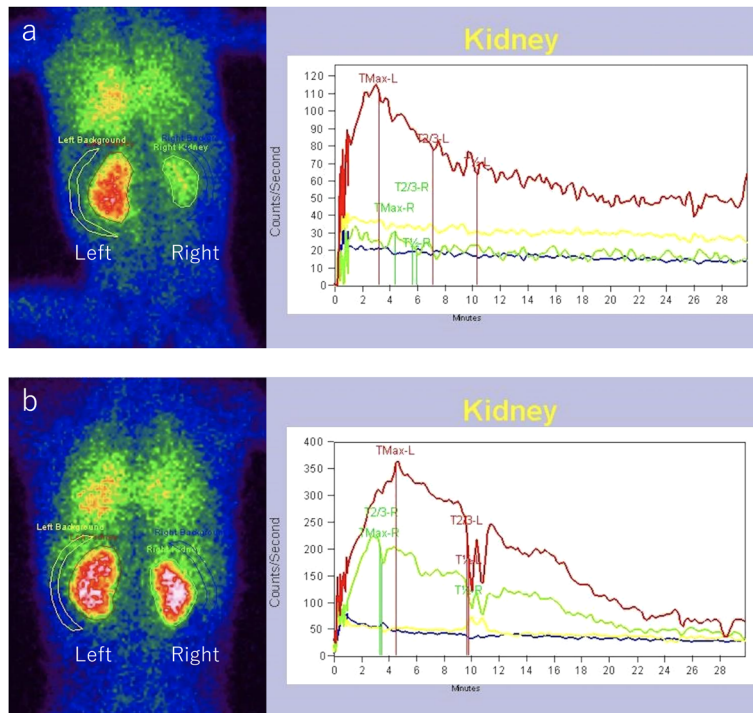 a
Kidney
Left Background
Right Kidney
Left
Right
Counts/Second
120
110
100
90
80
70
60
50
40
30
20
10
0
TMax-L
T2/3-L
T½-L
T2/3-R
TMax-R
T½-R
0 2 4 6 8 10 12 14 16 18 20 22 24 26 28
Minutes
b
Kidney
Left Background
Right Kidney
Left
Right
Counts/Second
400
350
300
250
200
150
100
50
0
TMax-L
T2/3-R
TMax-R
T2/3-L
T½-L
T½-R
0 2 4 6 8 10 12 14 16 18 20 22 24 26 28
Minutes